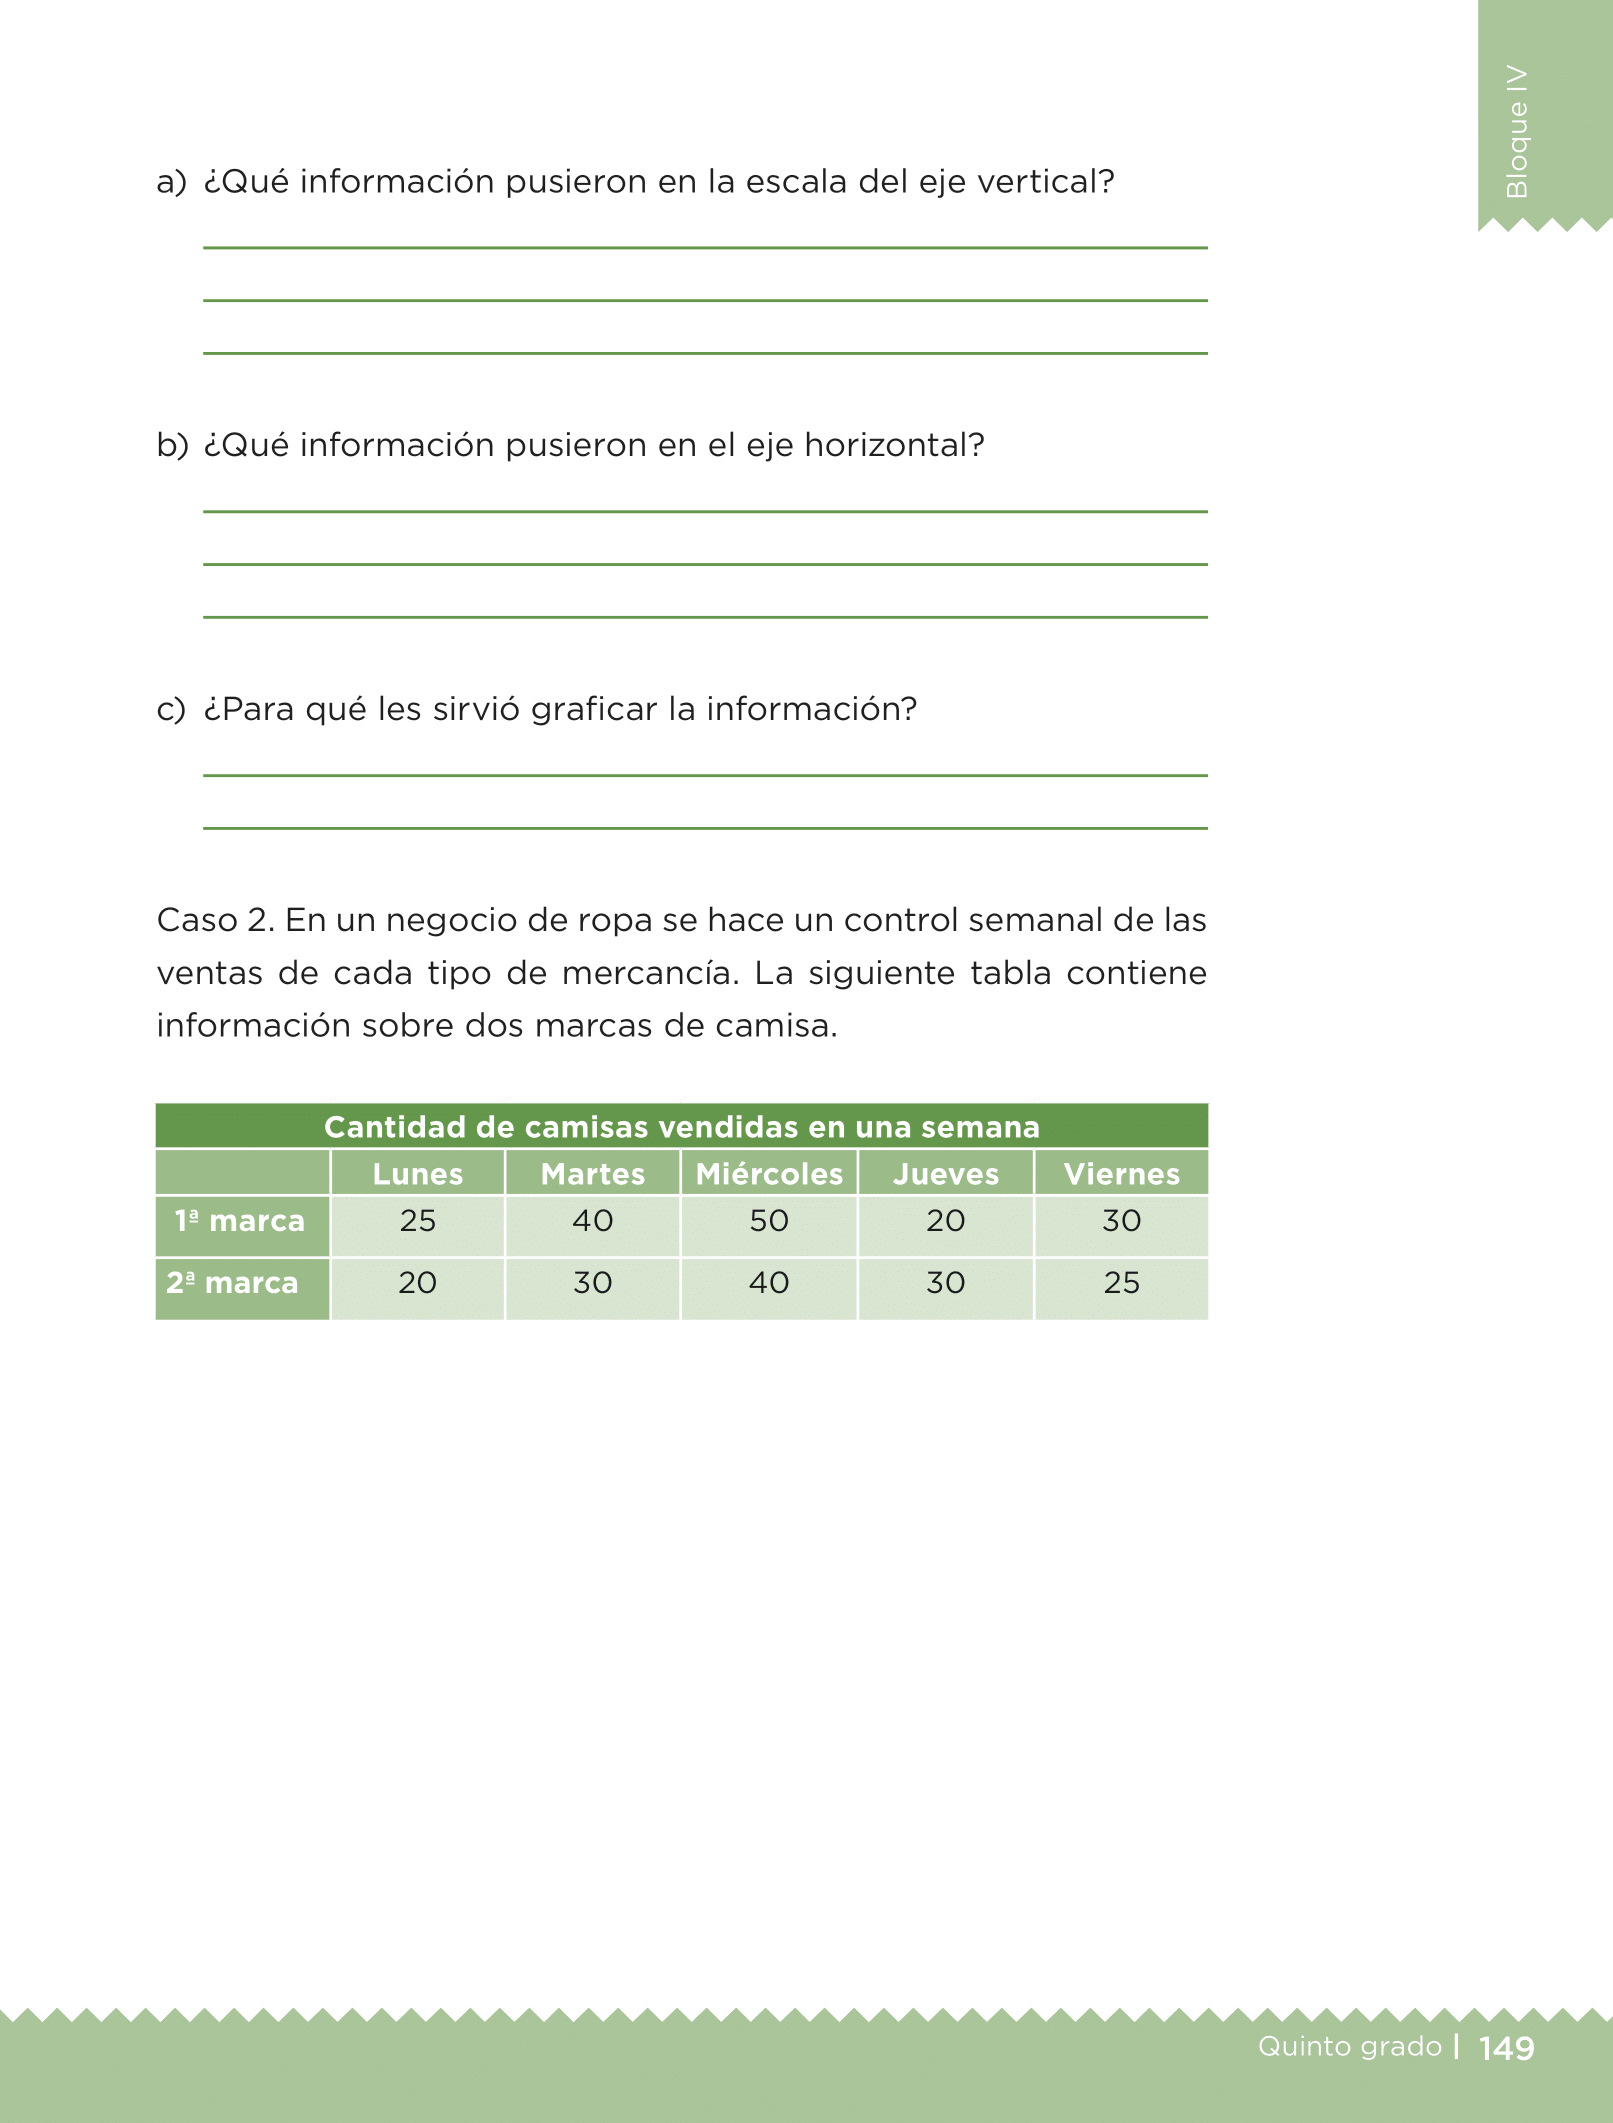 Bloque IV
a) ¿Qué información pusieron en la escala del eje vertical?
b) ¿Qué información pusieron en el eje horizontal?
c) ¿Para qué les sirvió graficar la información?
Caso 2. En un negocio de ropa se hace un control semanal de las
ventas de cada tipo de mercancía. La siguiente tabla contiene
información sobre dos marcas de camisa.
Cantidad de camisas vendidas en una semana
Lunes Martes Miércoles Jueves Viernes
1ª marca 25 40 50 20 30
2ª marca 20 30 40 30 25
Quinto grado | 149